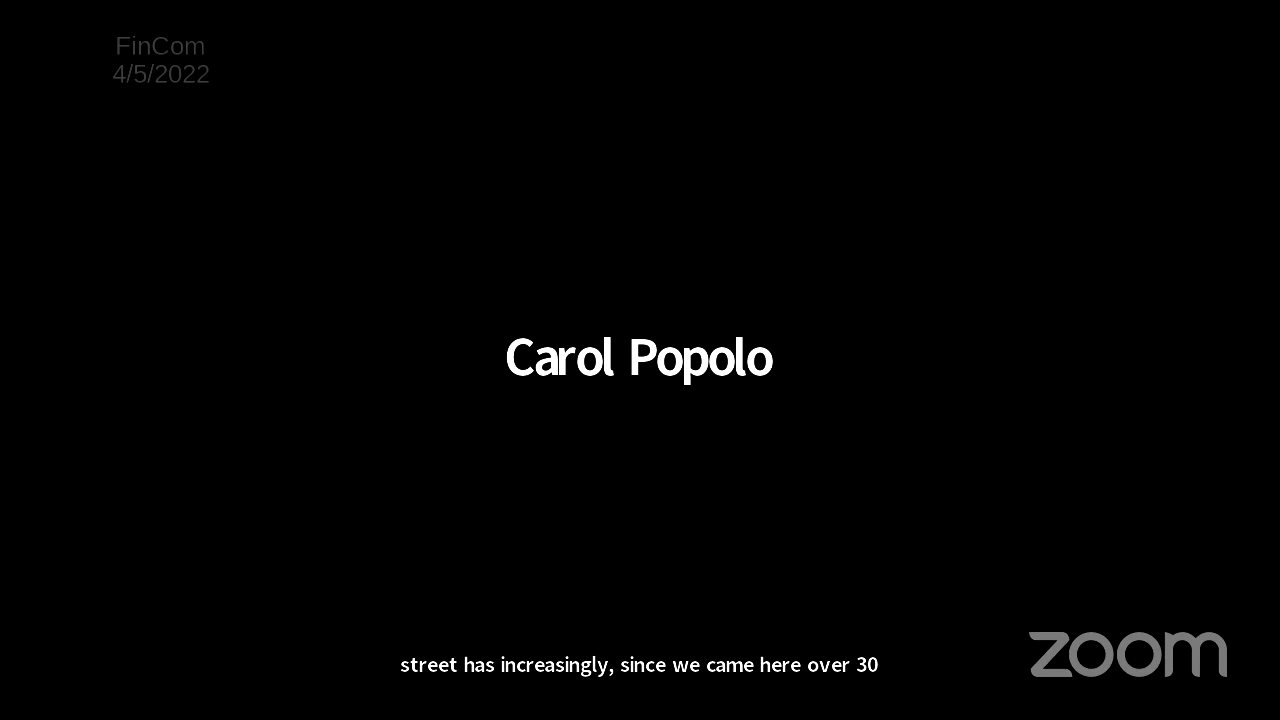 FinCom
4/5/2022
Carol Popolo
street has increasingly, since we came here over 30
zoom